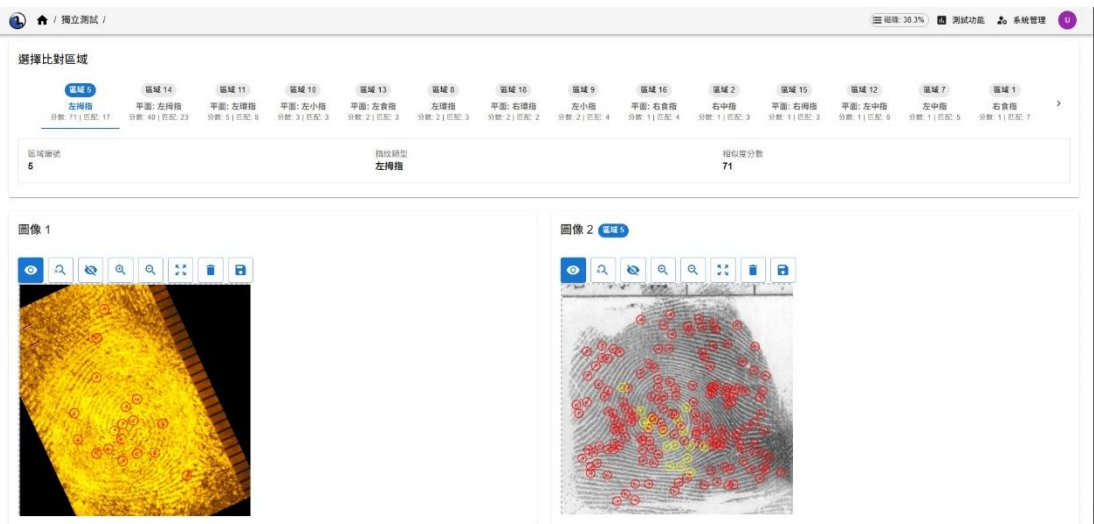 / 獨立測試 /
磁碟: 38.3%
測試功能
系統管理
U
選擇比對區域
區域 5
左拇指
分數: 71 | 匹配: 17
區域 14
平面: 左拇指
分數: 40 | 匹配: 23
區域 11
平面: 左環指
分數: 5 | 匹配: 8
區域 10
平面: 左小指
分數: 3 | 匹配: 3
區域 13
平面: 左食指
分數: 2 | 匹配: 3
區域 8
左環指
分數: 2 | 匹配: 3
區域 18
平面: 右環指
分數: 2 | 匹配: 2
區域 9
左小指
分數: 2 | 匹配: 4
區域 16
平面: 右食指
分數: 1 | 匹配: 4
區域 2
右中指
分數: 1 | 匹配: 3
區域 15
平面: 右拇指
分數: 1 | 匹配: 3
區域 12
平面: 左中指
分數: 1 | 匹配: 6
區域 7
左中指
分數: 1 | 匹配: 5
區域 1
右食指
分數: 1 | 匹配: 7
區域編號
5
指紋類型
左拇指
相似度分數
71
圖像 1
圖像 2
區域 5